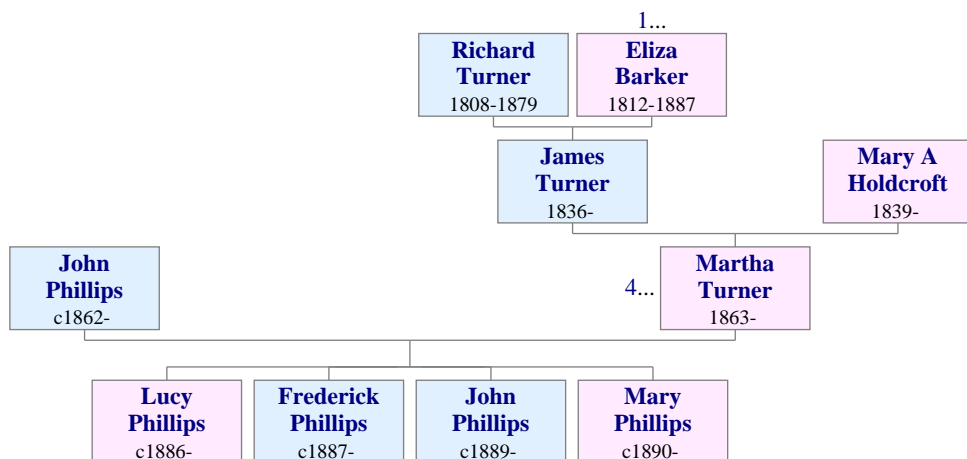 1...
Richard
Turner
1808-1879
Eliza
Barker
1812-1887
James
Turner
1836-
Mary A
Holdcroft
1839-
John
Phillips
c1862-
4...
Martha
Turner
1863-
Lucy
Phillips
c1886-
Frederick
Phillips
c1887-
John
Phillips
c1889-
Mary
Phillips
c1890-